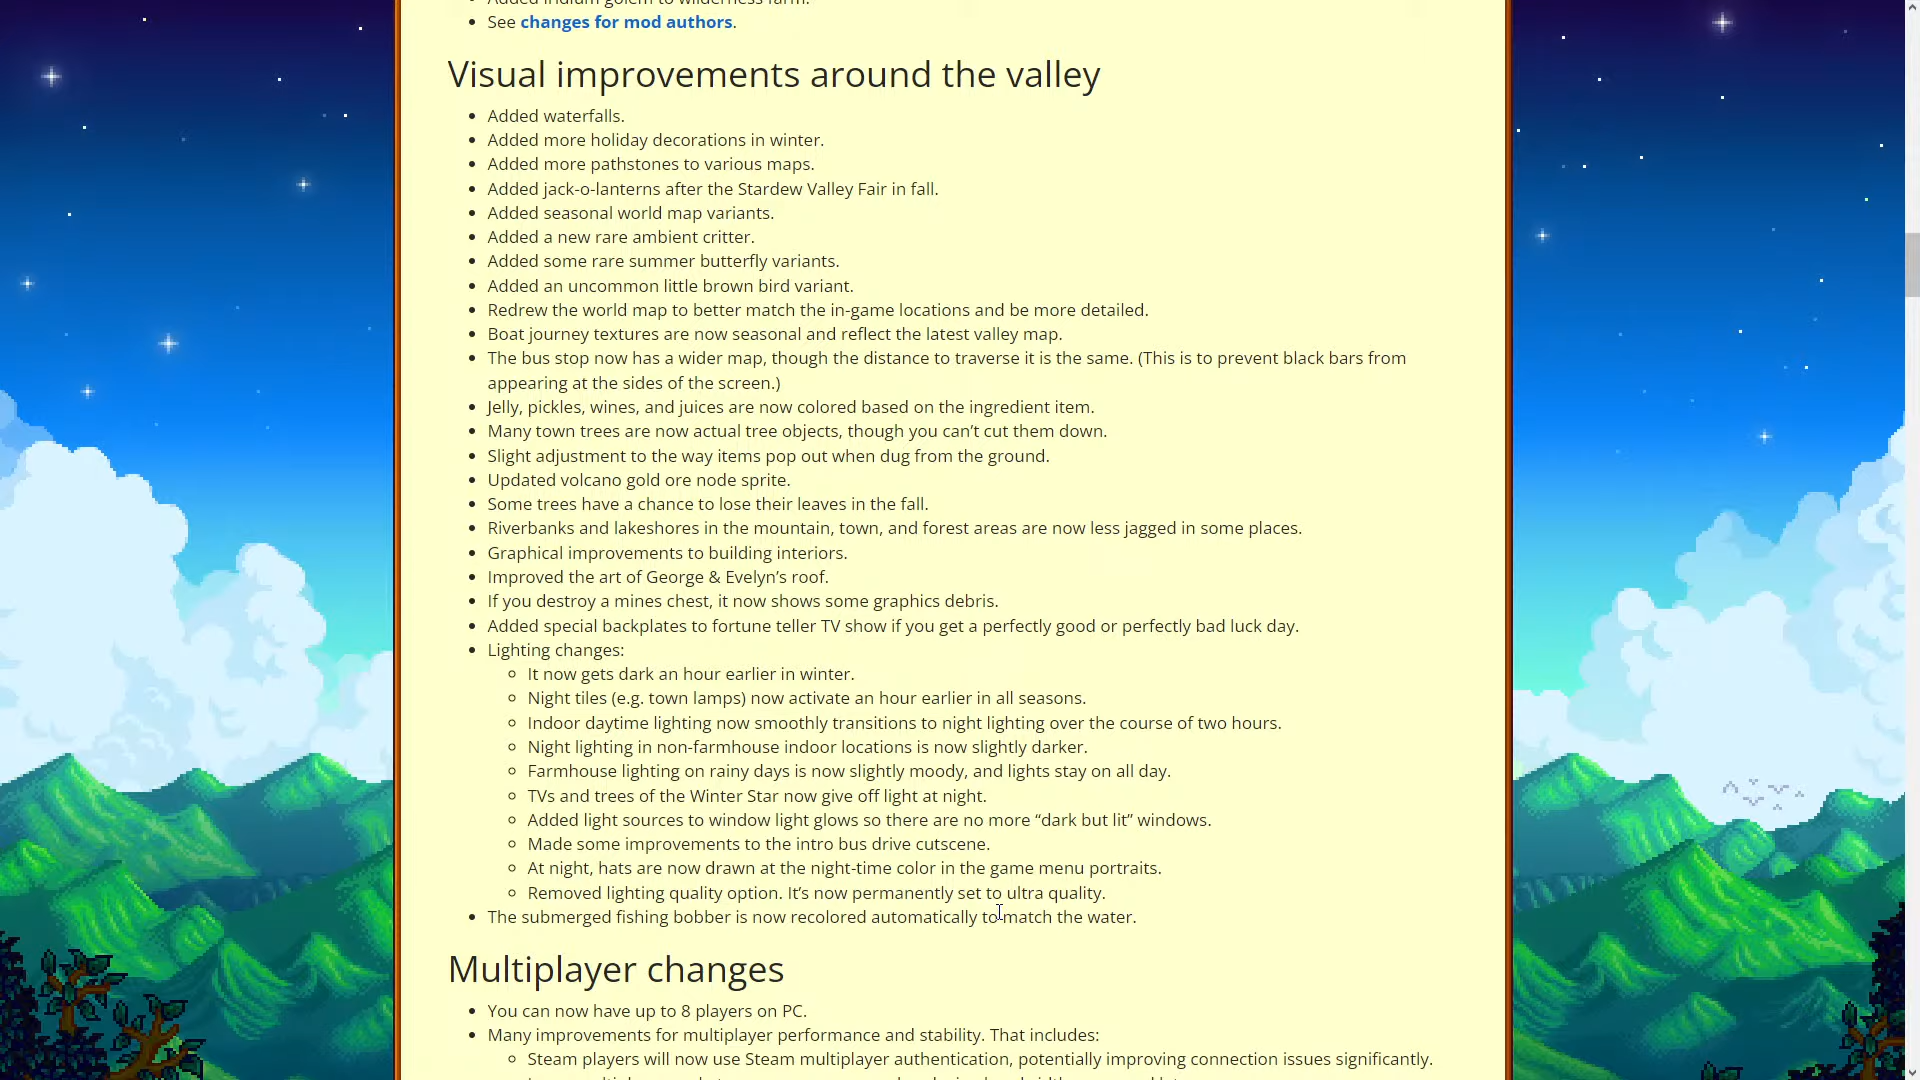 See changes for mod authors.
Visual improvements around the valley
Added waterfalls.
Added more holiday decorations in winter.
Added more pathstones to various maps.
Added jack-o-lanterns after the Stardew Valley Fair in fall.
Added seasonal world map variants.
Added a new rare ambient critter.
Added some rare summer butterfly variants.
Added an uncommon little brown bird variant.
Redrew the world map to better match the in-game locations and be more detailed.
Boat journey textures are now seasonal and reflect the latest valley map.
The bus stop now has a wider map, though the distance to traverse it is the same. (This is to prevent black bars from
appearing at the sides of the screen.)
Jelly, pickles, wines, and juices are now colored based on the ingredient item.
Many town trees are now actual tree objects, though you can’t cut them down.
Slight adjustment to the way items pop out when dug from the ground.
Updated volcano gold ore node sprite.
Some trees have a chance to lose their leaves in the fall.
Riverbanks and lakeshores in the mountain, town, and forest areas are now less jagged in some places.
Graphical improvements to building interiors.
Improved the art of George & Evelyn’s roof.
If you destroy a mines chest, it now shows some graphics debris.
Added special backplates to fortune teller TV show if you get a perfectly good or perfectly bad luck day.
Lighting changes:
It now gets dark an hour earlier in winter.
Night tiles (e.g. town lamps) now activate an hour earlier in all seasons.
Indoor daytime lighting now smoothly transitions to night lighting over the course of two hours.
Night lighting in non-farmhouse indoor locations is now slightly darker.
Farmhouse lighting on rainy days is now slightly moody, and lights stay on all day.
TVs and trees of the Winter Star now give off light at night.
Added light sources to window light glows so there are no more “dark but lit” windows.
Made some improvements to the intro bus drive cutscene.
At night, hats are now drawn at the night-time color in the game menu portraits.
Removed lighting quality option. It’s now permanently set to ultra quality.
The submerged fishing bobber is now recolored automatically to match the water.
Multiplayer changes
You can now have up to 8 players on PC.
Many improvements for multiplayer performance and stability. That includes:
Steam players will now use Steam multiplayer authentication, potentially improving connection issues significantly.